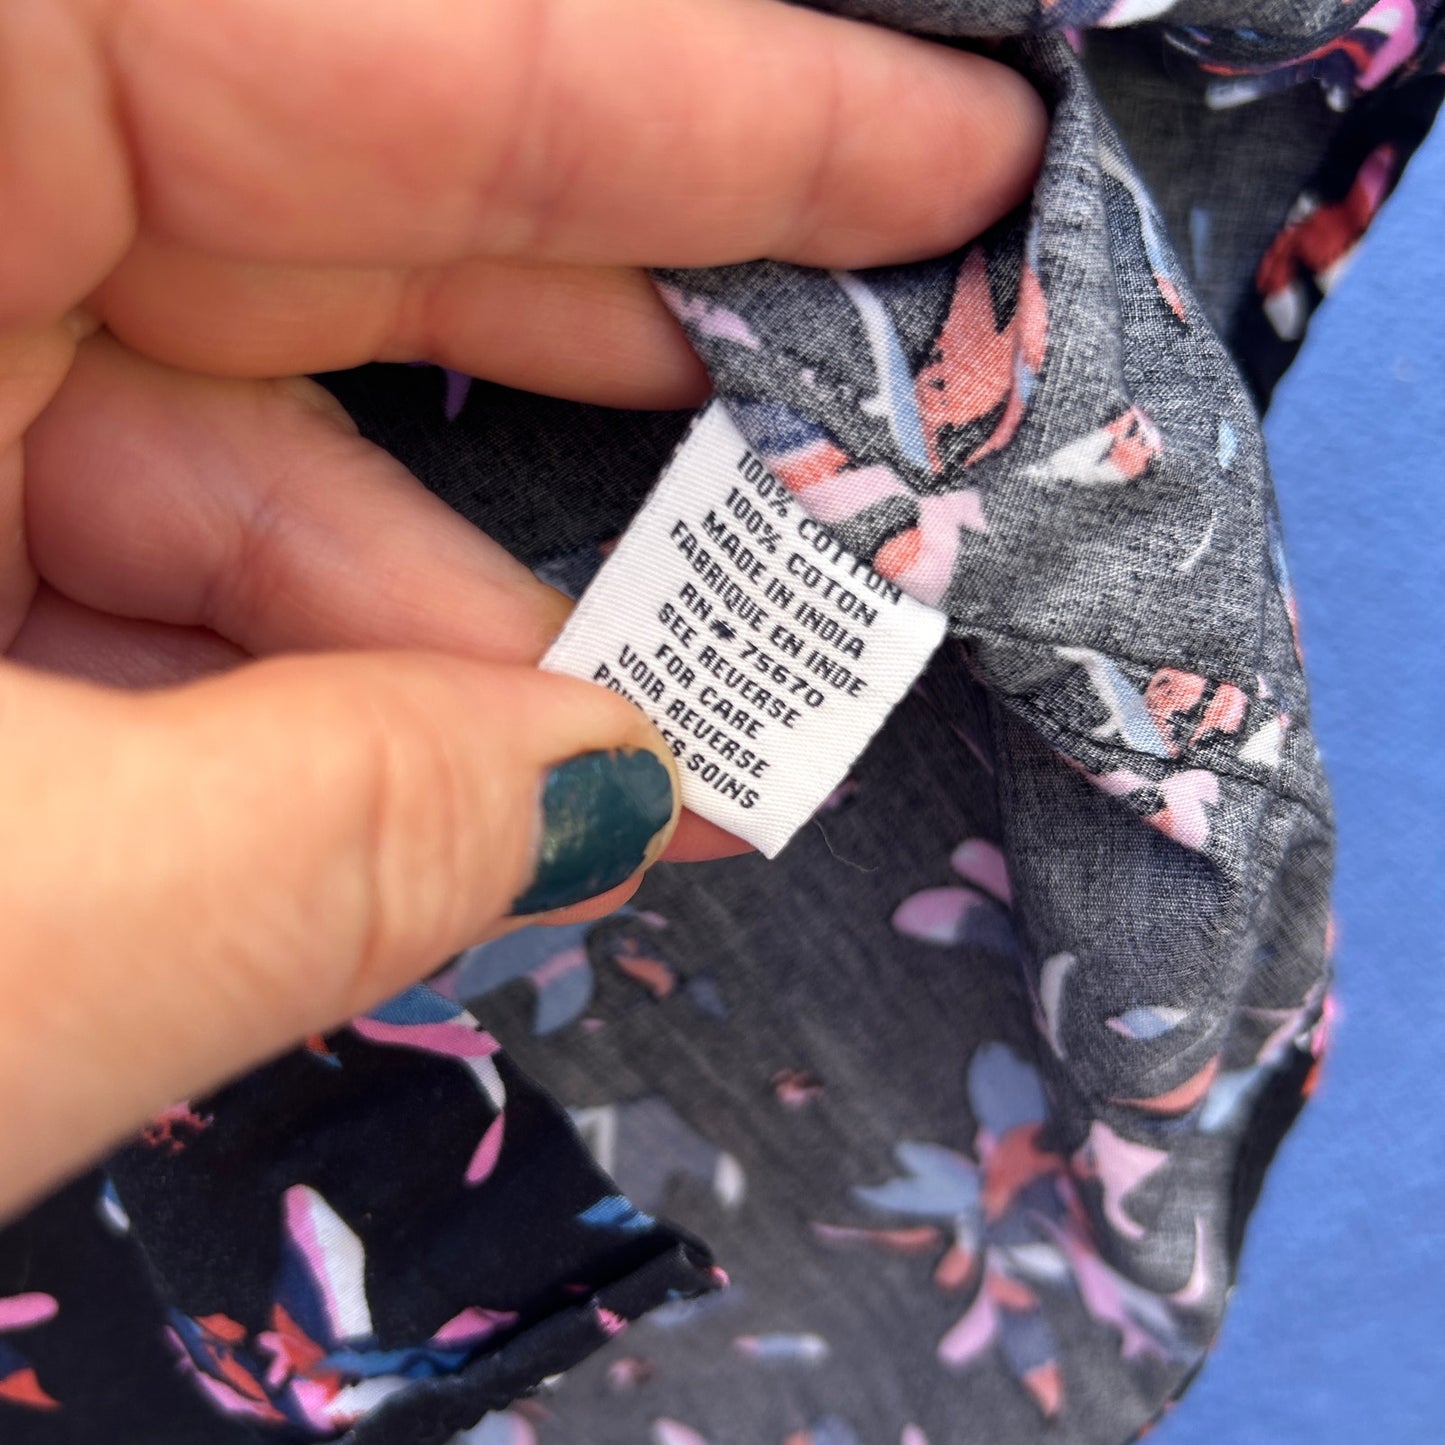 100% COTTON
100% COTON
MADE IN INDIA
FABRIQUE EN INDE
RN # 75670
SEE REVERSE
FOR CARE
VOIR REVERSE
LES SOINS